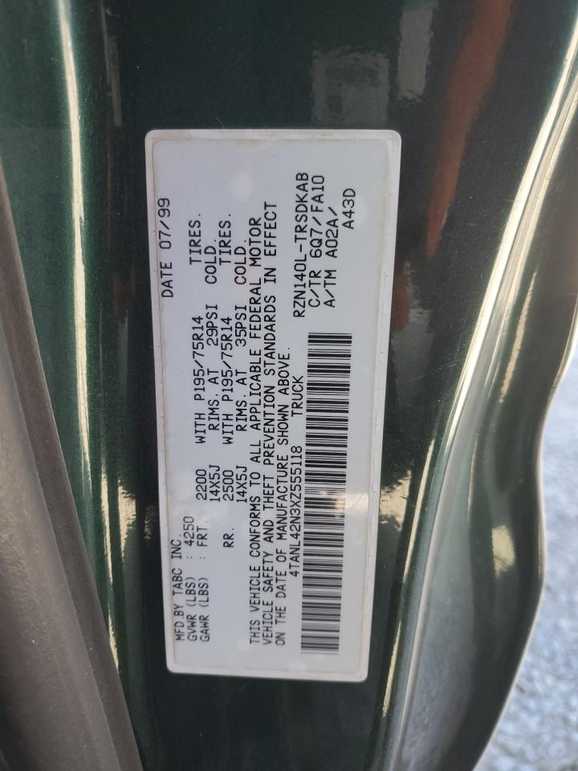 MFD BY TABC INC. DATE 07/99
GVWR (LBS) : 4250
GAWR (LBS) : FRT 2200 WITH P195/75R14 TIRES.
14X5J RIMS. AT 29PSI COLD.
RR. 2500 WITH P195/75R14 TIRES.
14X5J RIMS. AT 35PSI COLD.
THIS VEHICLE CONFORMS TO ALL APPLICABLE FEDERAL MOTOR
VEHICLE SAFETY AND THEFT PREVENTION STANDARDS IN EFFECT
ON THE DATE OF MANUFACTURE SHOWN ABOVE.
4TANL42N3XZ555118 TRUCK
RZN140L-TRSDKAB
C/TR 6Q7/FA10
A/TM A02A/
A43D